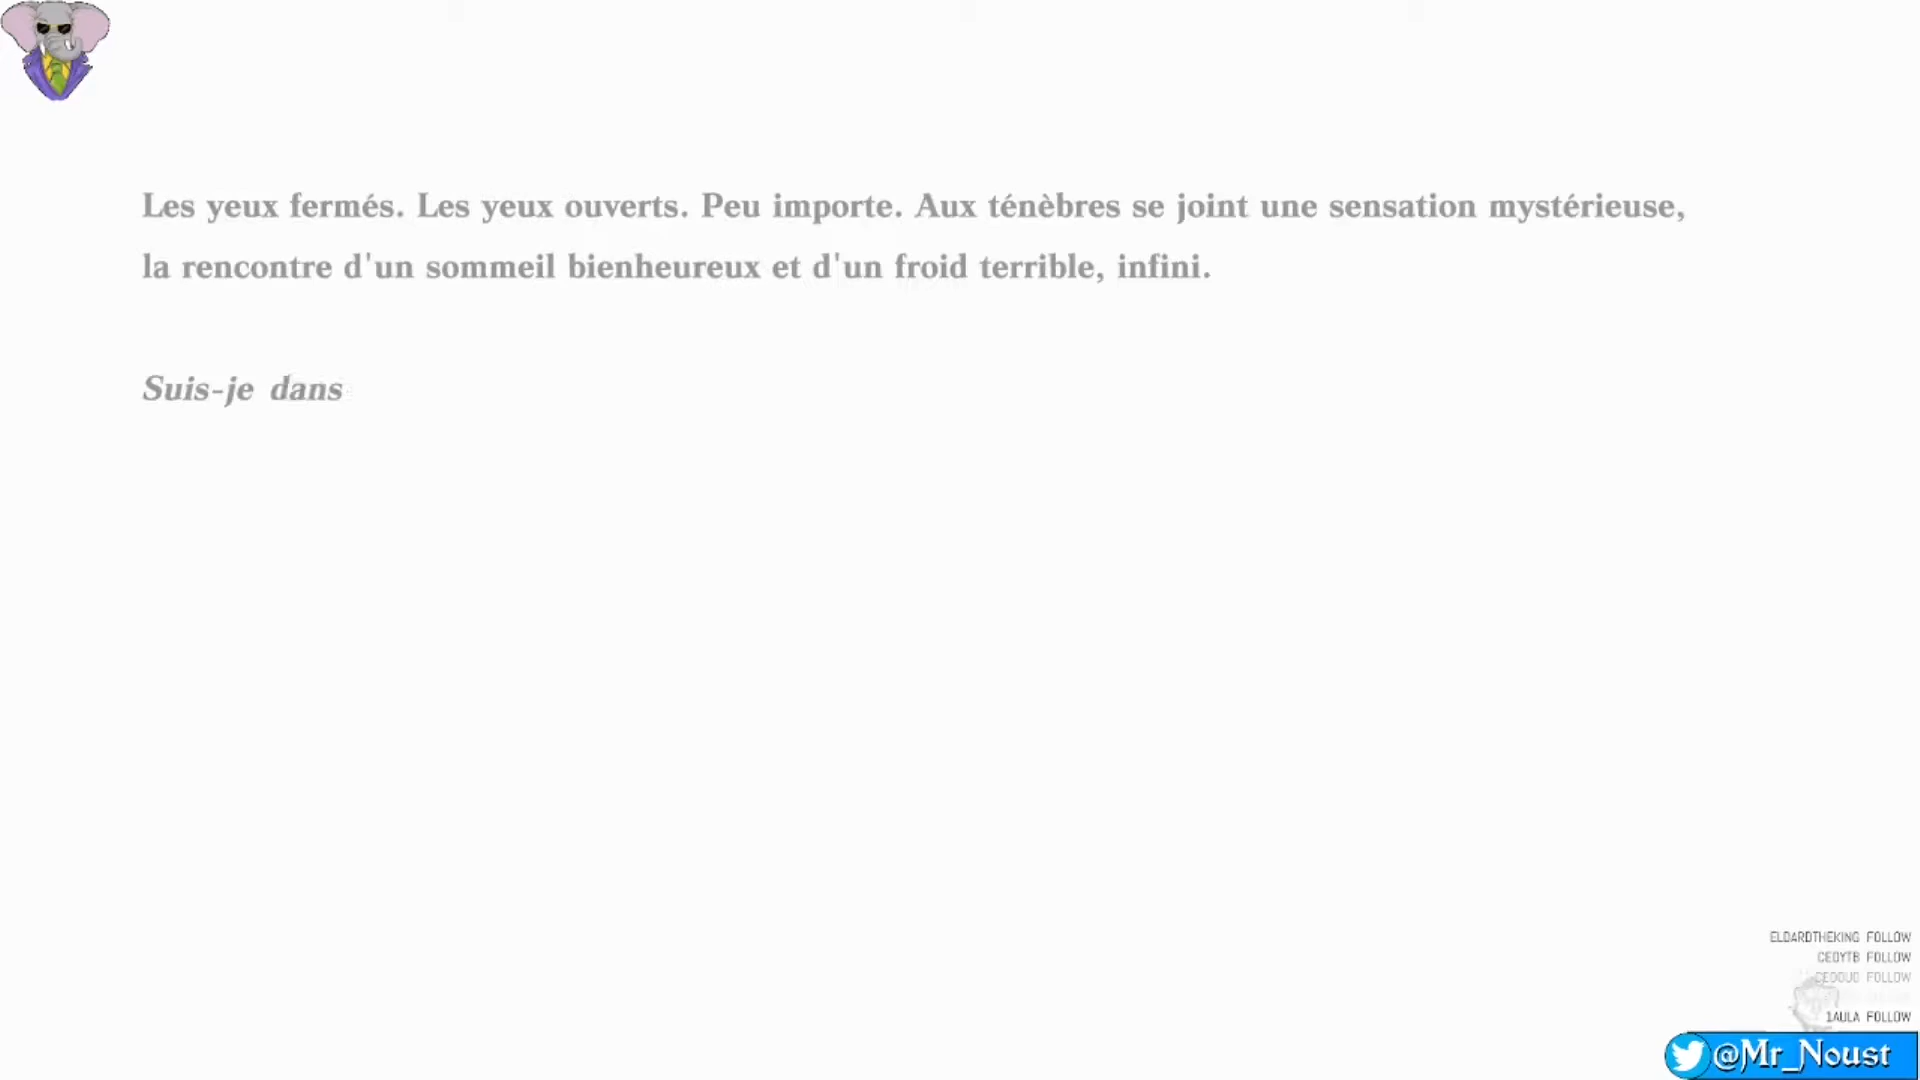 Les yeux fermés. Les yeux ouverts. Peu importe. Aux ténèbres se joint une sensation mystérieuse,
la rencontre d'un sommeil bienheureux et d'un froid terrible, infini.
Suis-je dans
ELDARDTHEKING FOLLOW
CEDYTB FOLLOW
FOLLOW
1AULA FOLLOW
@Mr_Noust